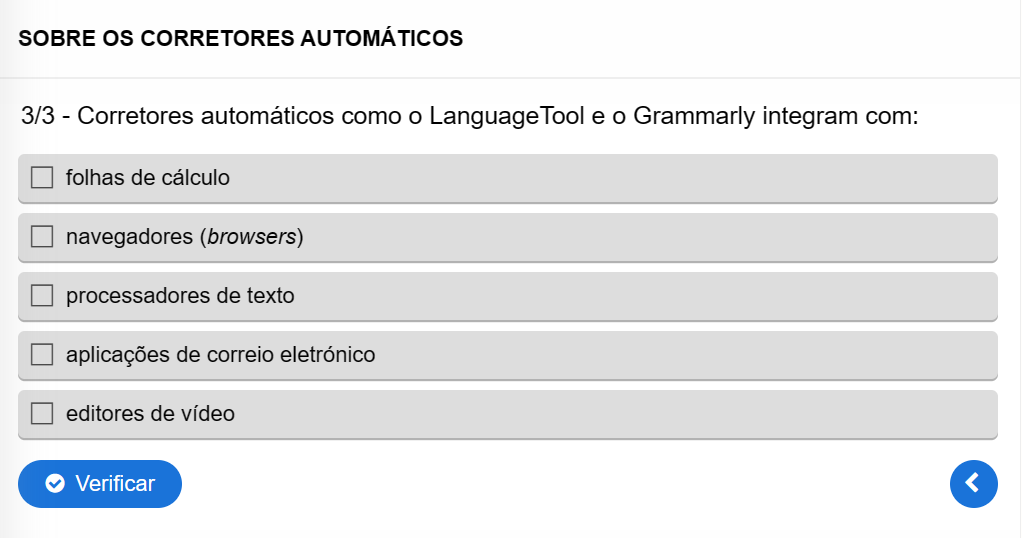 SOBRE OS CORRETORES AUTOMÁTICOS
3/3 - Corretores automáticos como o LanguageTool e o Grammarly integram com:
folhas de cálculo
navegadores (browsers)
processadores de texto
aplicações de correio eletrónico
editores de vídeo
Verificar